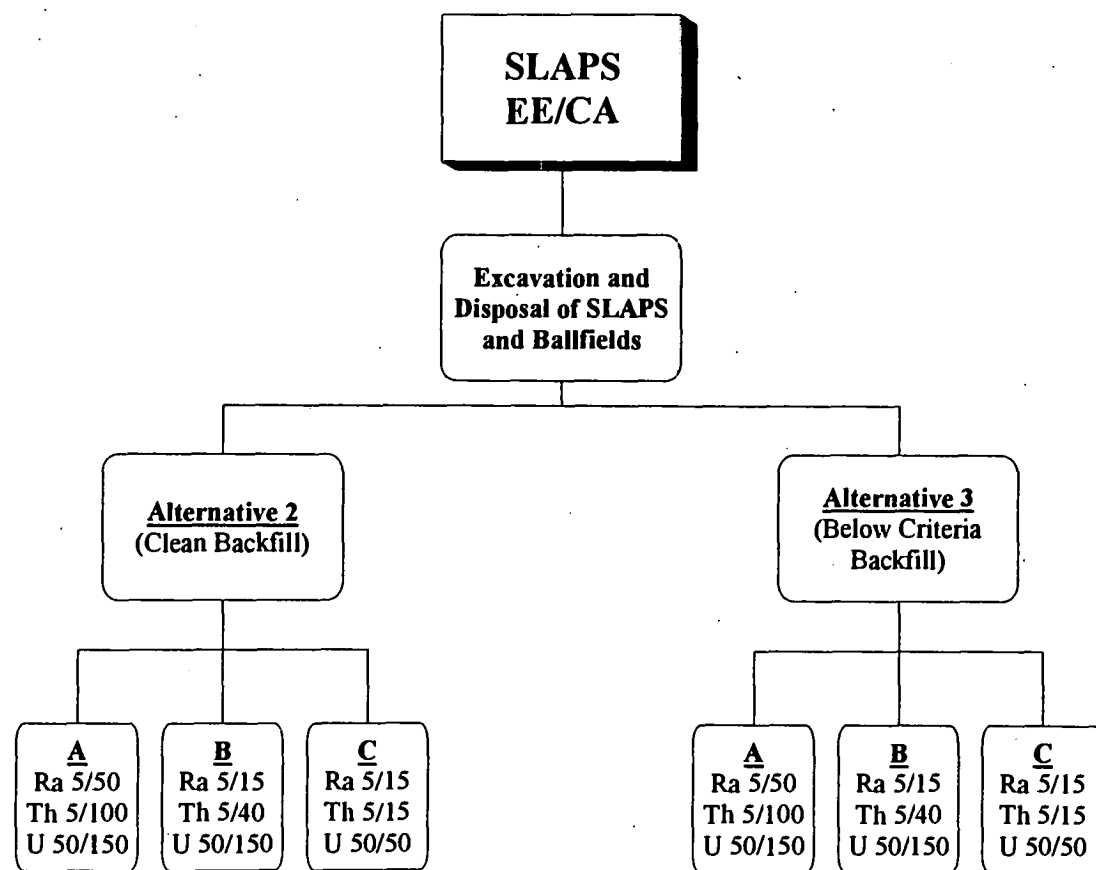 SLAPS
EE/CA
Excavation and
Disposal of SLAPS
and Ballfields
Alternative 2
(Clean Backfill)
Alternative 3
(Below Criteria
Backfill)
A
Ra 5/50
Th 5/100
U 50/150
B
Ra 5/15
Th 5/40
U 50/150
C
Ra 5/15
Th 5/15
U 50/50
A
Ra 5/50
Th 5/100
U 50/150
B
Ra 5/15
Th 5/40
U 50/150
C
Ra 5/15
Th 5/15
U 50/50